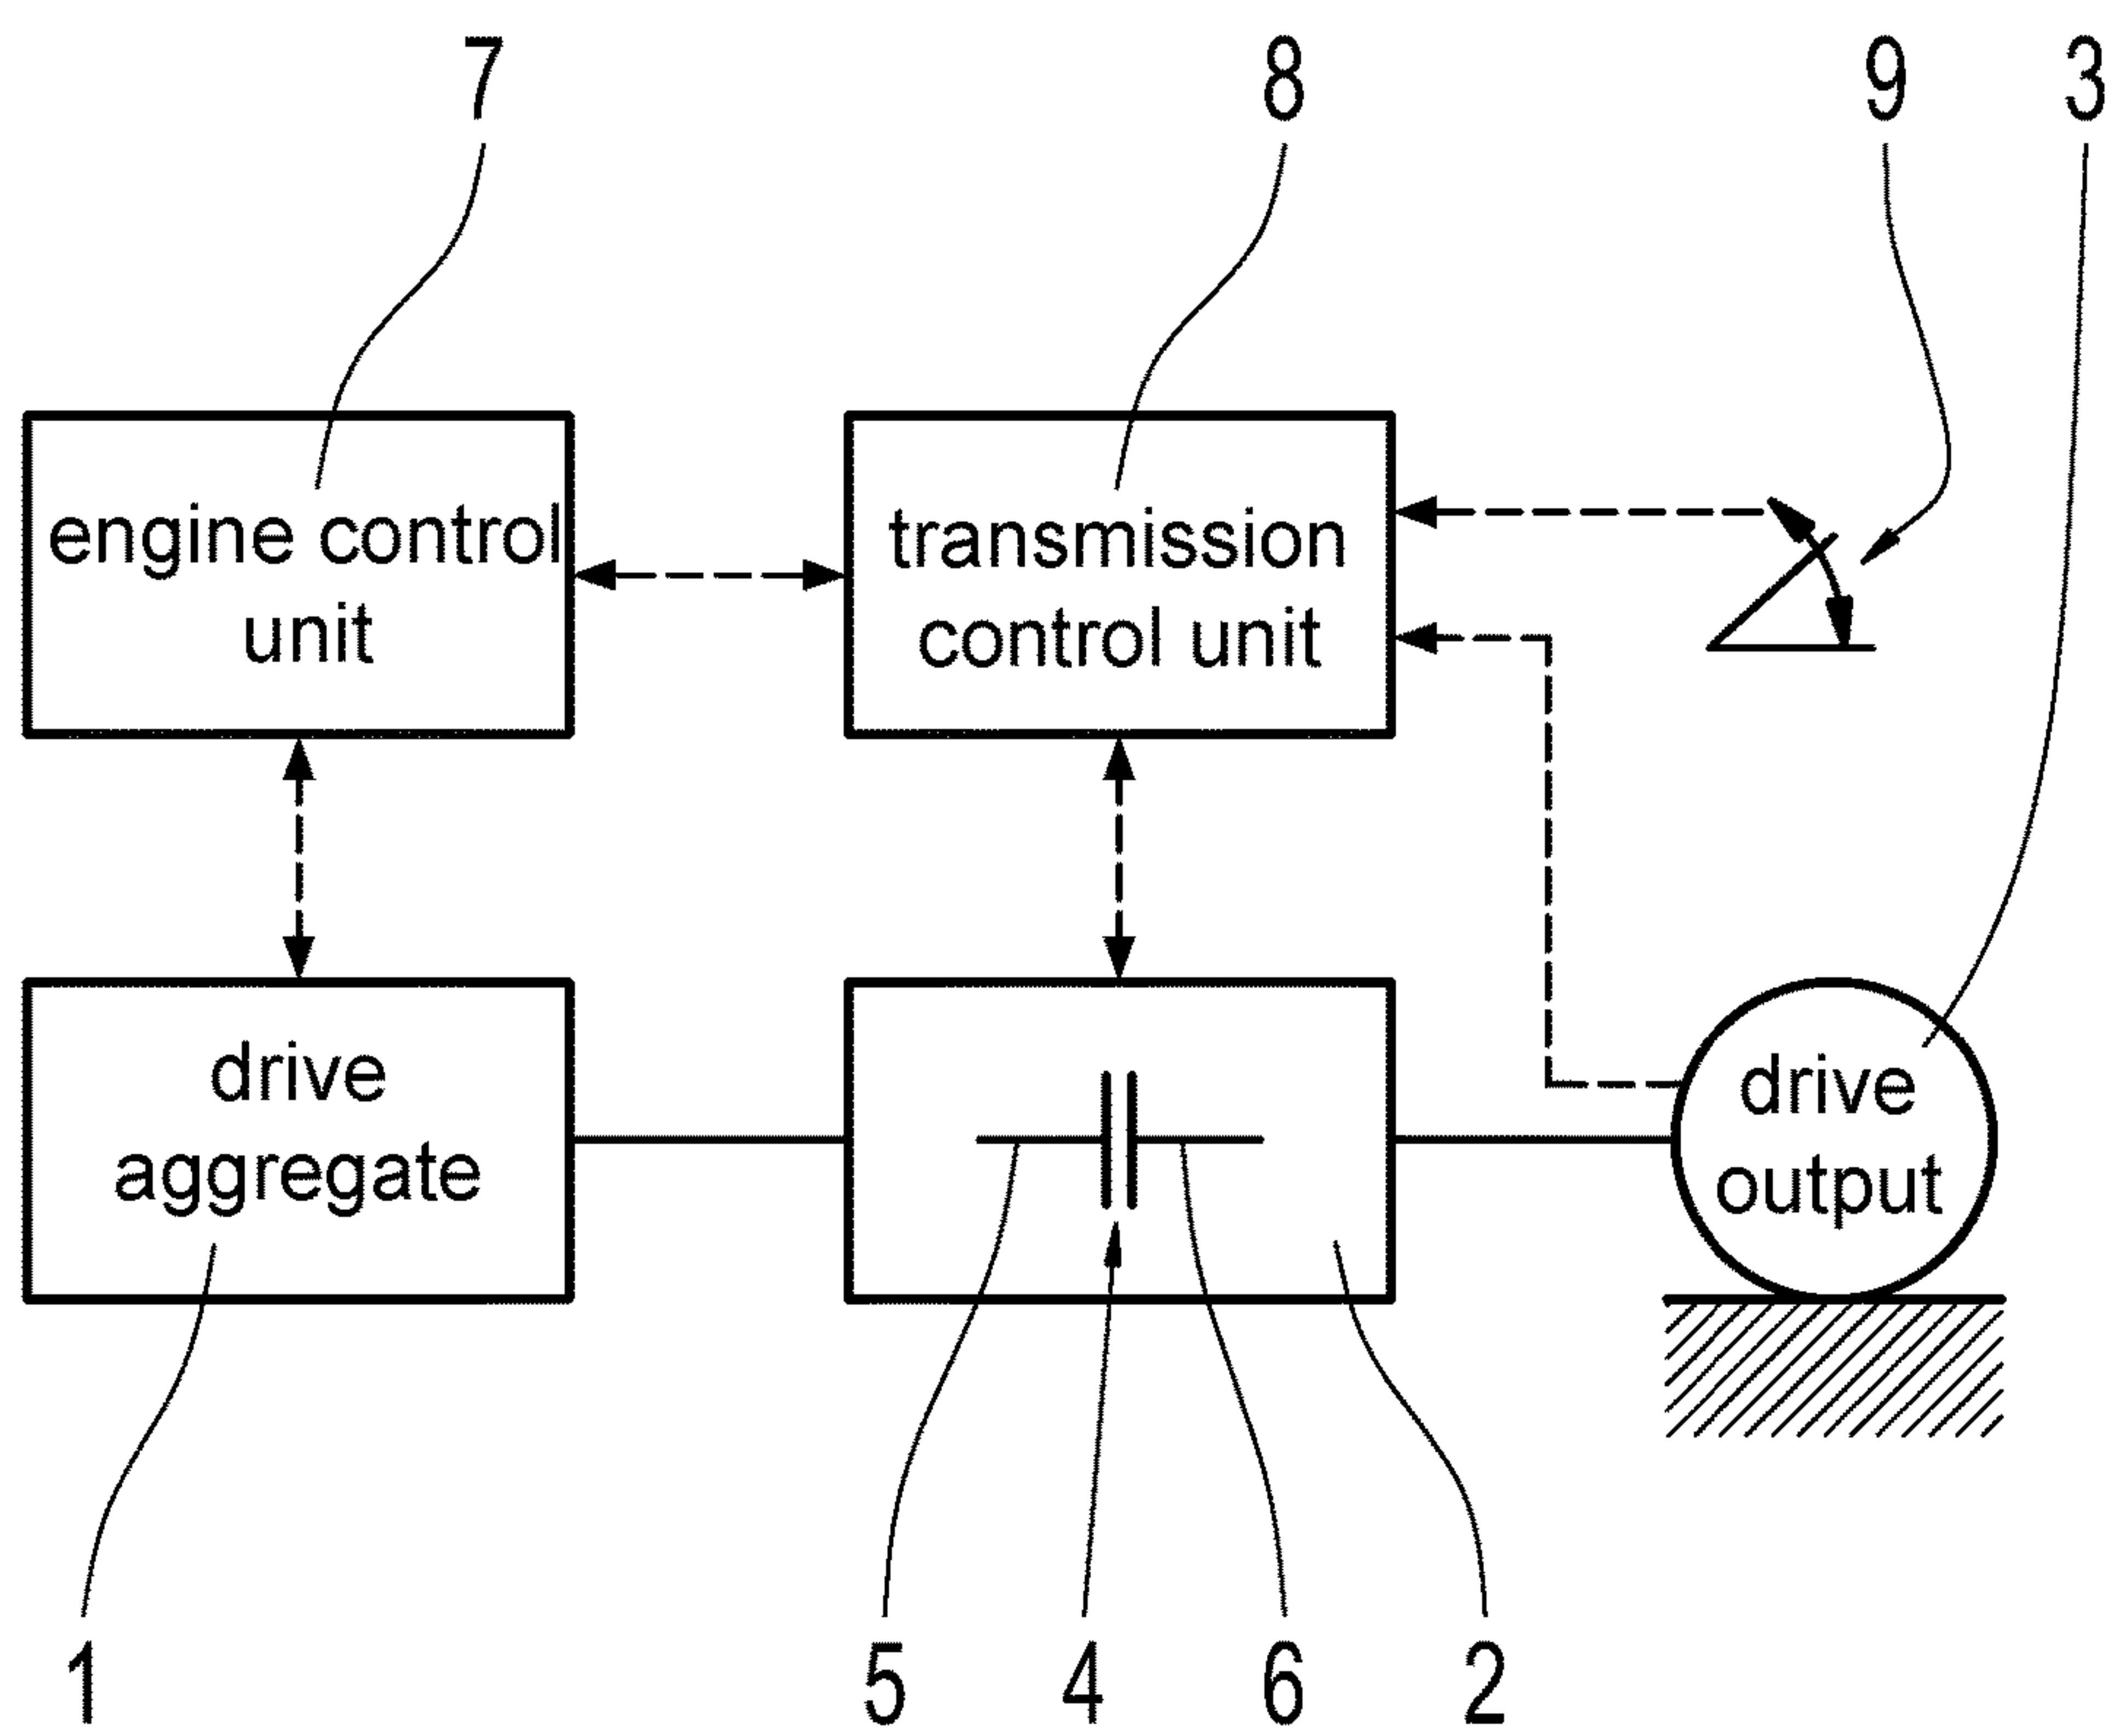 7 8 9 3
engine control
unit
transmission
control unit
drive
aggregate
drive
output
1 5 4 6 2